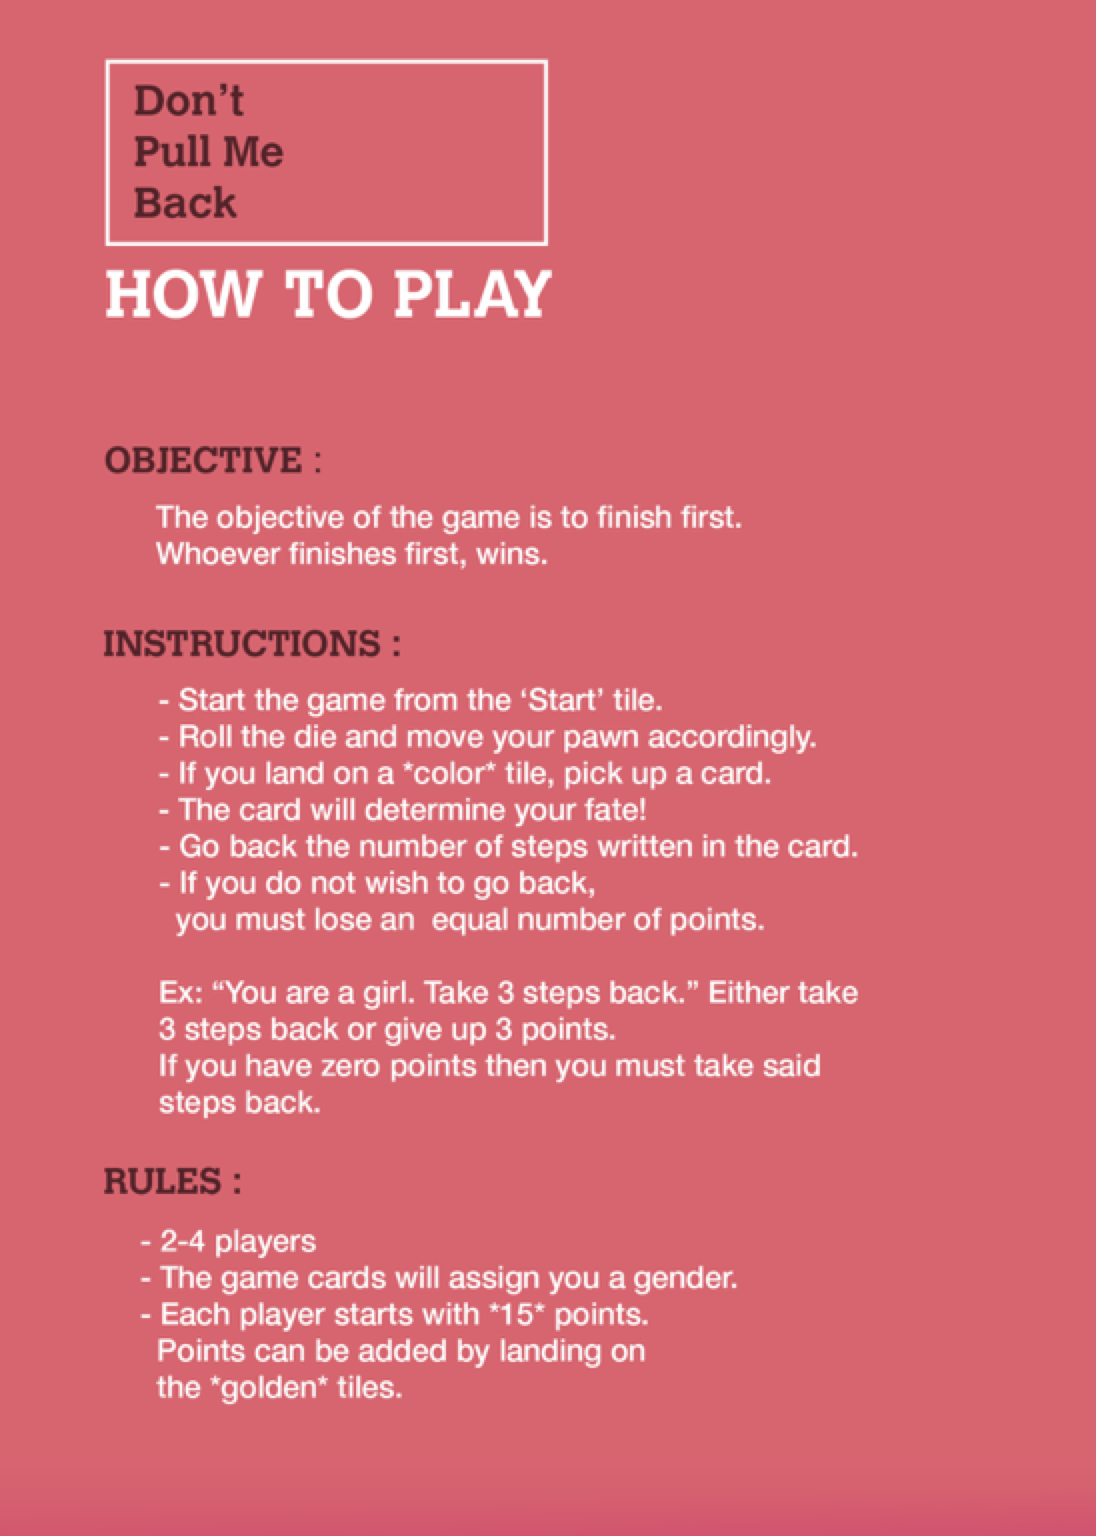 Don’t
Pull Me
Back
HOW TO PLAY
OBJECTIVE :
The objective of the game is to finish first.
Whoever finishes first, wins.
INSTRUCTIONS :
- Start the game from the ‘Start’ tile.
- Roll the die and move your pawn accordingly.
- If you land on a *color* tile, pick up a card.
- The card will determine your fate!
- Go back the number of steps written in the card.
- If you do not wish to go back,
you must lose an  equal number of points.
Ex: “You are a girl. Take 3 steps back.” Either take
3 steps back or give up 3 points.
If you have zero points then you must take said
steps back.
RULES :
- 2-4 players
- The game cards will assign you a gender.
- Each player starts with *15* points.
Points can be added by landing on
the *golden* tiles.